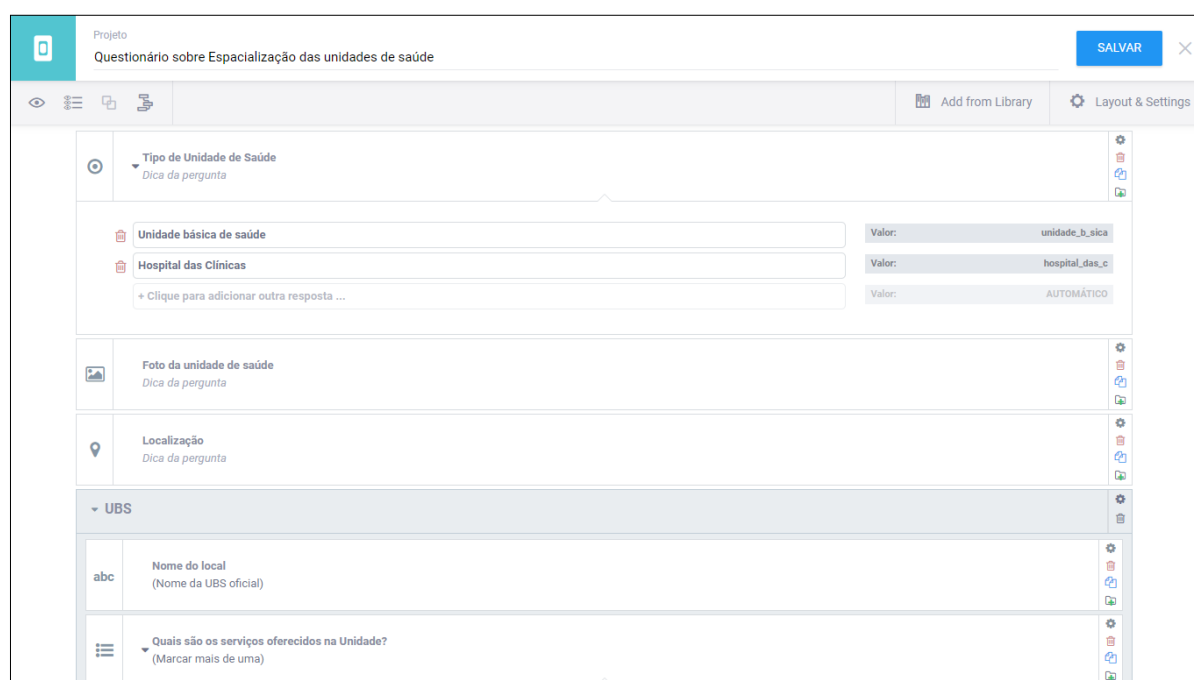 Projeto
Questionário sobre Espacialização das unidades de saúde
SALVAR
Add from Library
Layout & Settings
Tipo de Unidade de Saúde
Dica da pergunta
Unidade básica de saúde
Valor: unidade_b_sica
Hospital das Clínicas
Valor: hospital_das_c
+ Clique para adicionar outra resposta ...
Valor: AUTOMÁTICO
Foto da unidade de saúde
Dica da pergunta
Localização
Dica da pergunta
UBS
abc
Nome do local
(Nome da UBS oficial)
Quais são os serviços oferecidos na Unidade?
(Marcar mais de uma)